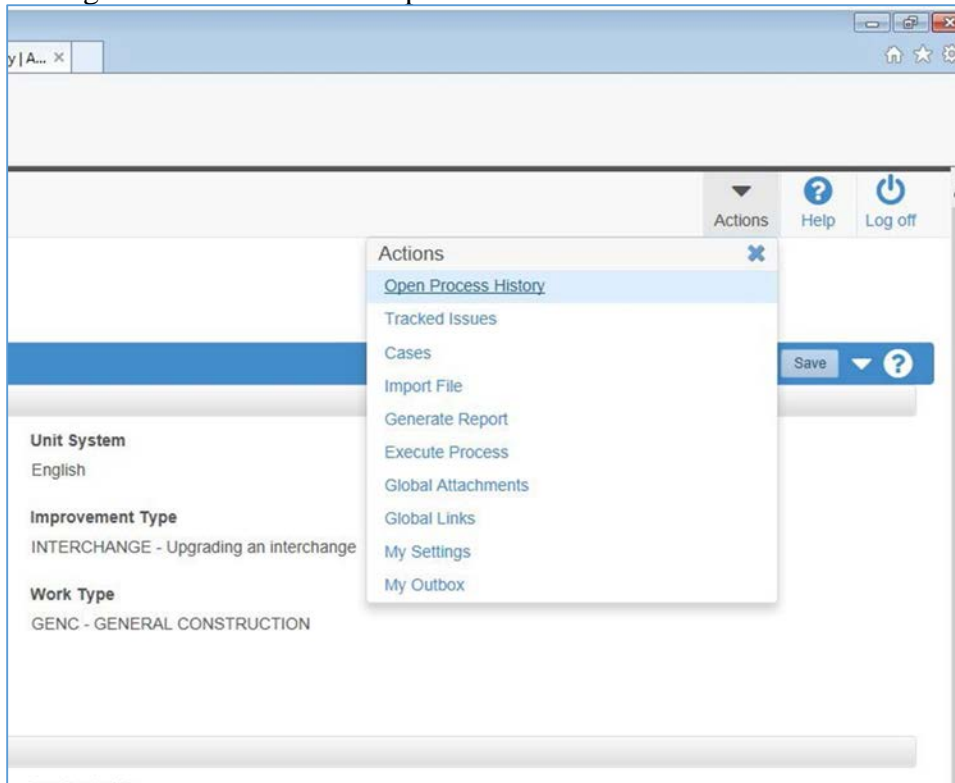 y | A...
Actions Help Log off
Actions
Open Process History
Tracked Issues
Cases
Save
Import File
Generate Report
Unit System
English
Execute Process
Global Attachments
Improvement Type
Global Links
INTERCHANGE - Upgrading an interchange
My Settings
My Outbox
Work Type
GENC - GENERAL CONSTRUCTION